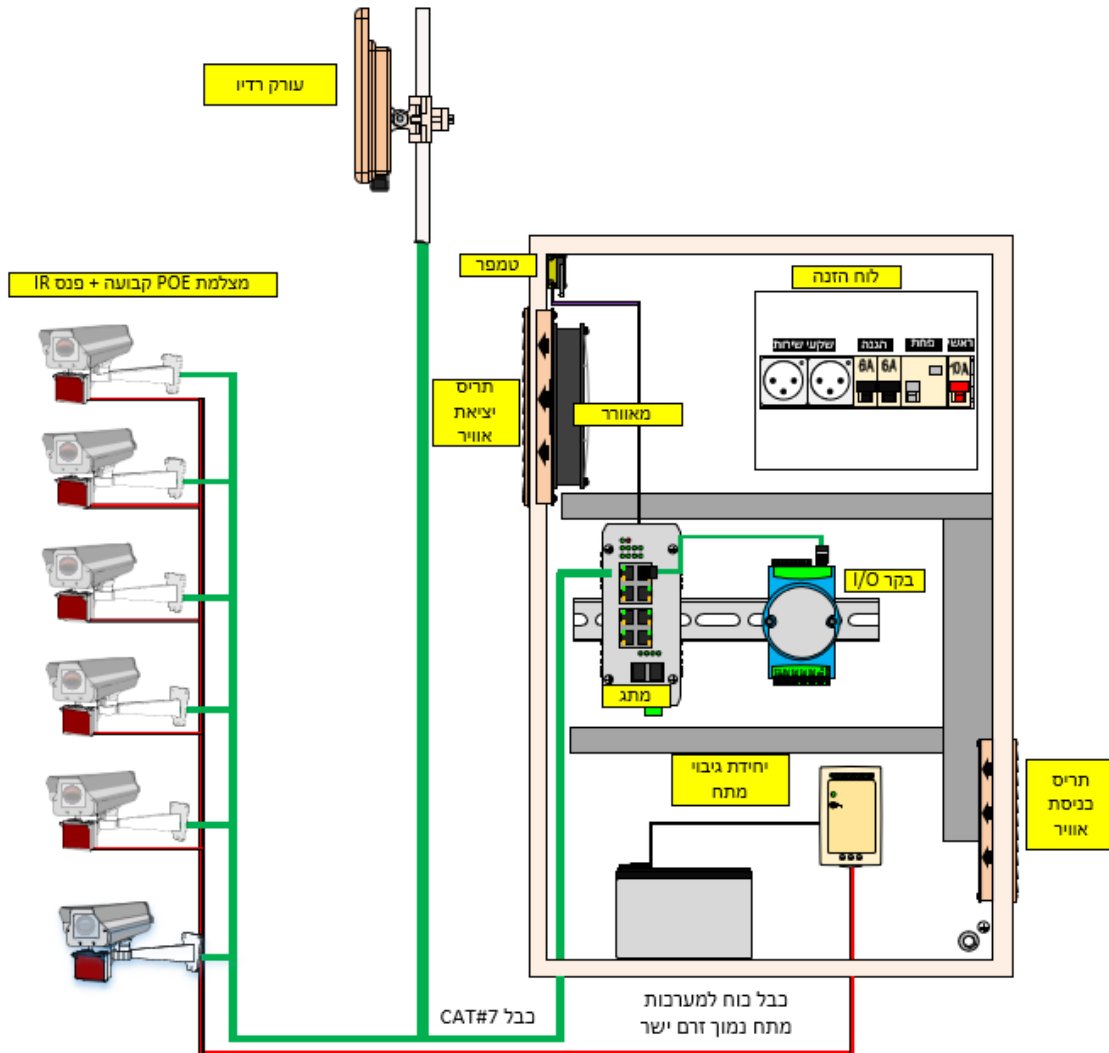 עורק רדיו
טמפר
לוח הזנה
מצלמת POE קבועה + פנס IR
שקעי שירות
הגנה
פחת
ראשי
6A
6A
10A
תריס
יציאת
אוויר
מאוורר
בקר I/O
מתג
יחידת גיבוי
מתח
תריס
כניסת
אוויר
כבל CAT#7
כבל כוח למערכות
מתח נמוך זרם ישר